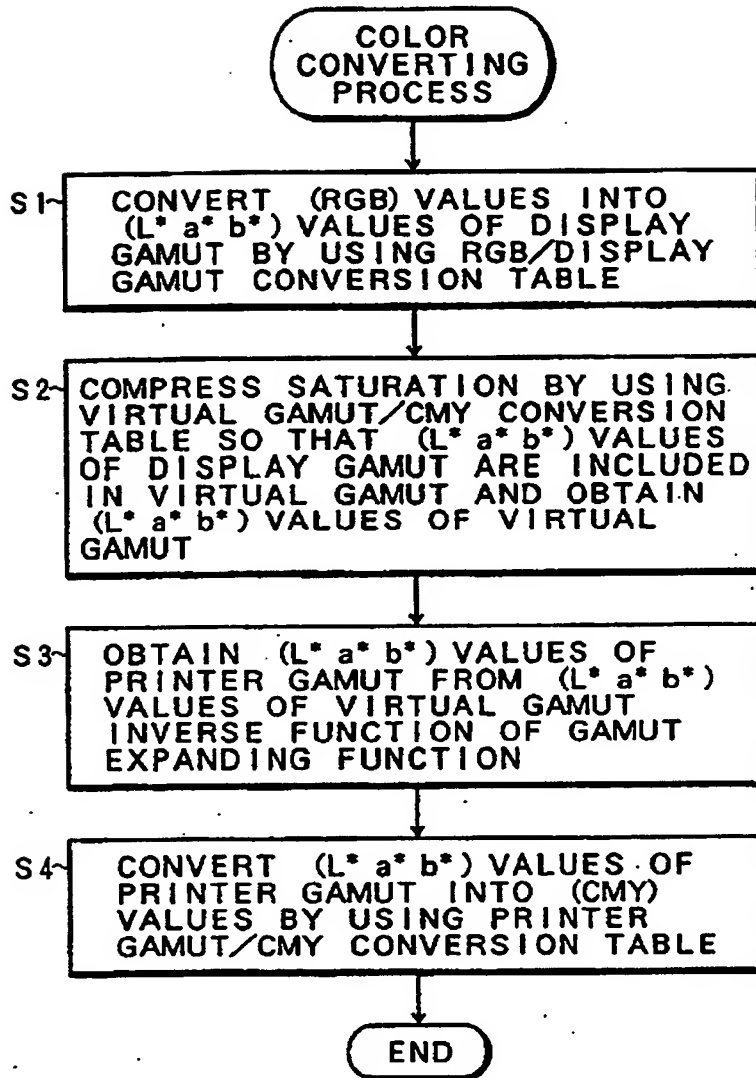 COLOR
CONVERTING
PROCESS
S1
CONVERT (RGB) VALUES INTO
(L* a* b*) VALUES OF DISPLAY
GAMUT BY USING RGB/DISPLAY
GAMUT CONVERSION TABLE
S2
COMPRESS SATURATION BY USING
VIRTUAL GAMUT/CMY CONVERSION
TABLE SO THAT (L* a* b*) VALUES
OF DISPLAY GAMUT ARE INCLUDED
IN VIRTUAL GAMUT AND OBTAIN
(L* a* b*) VALUES OF VIRTUAL
GAMUT
S3
OBTAIN (L* a* b*) VALUES OF
PRINTER GAMUT FROM (L* a* b*)
VALUES OF VIRTUAL GAMUT
INVERSE FUNCTION OF GAMUT
EXPANDING FUNCTION
S4
CONVERT (L* a* b*) VALUES OF
PRINTER GAMUT INTO (CMY)
VALUES BY USING PRINTER
GAMUT/CMY CONVERSION TABLE
END